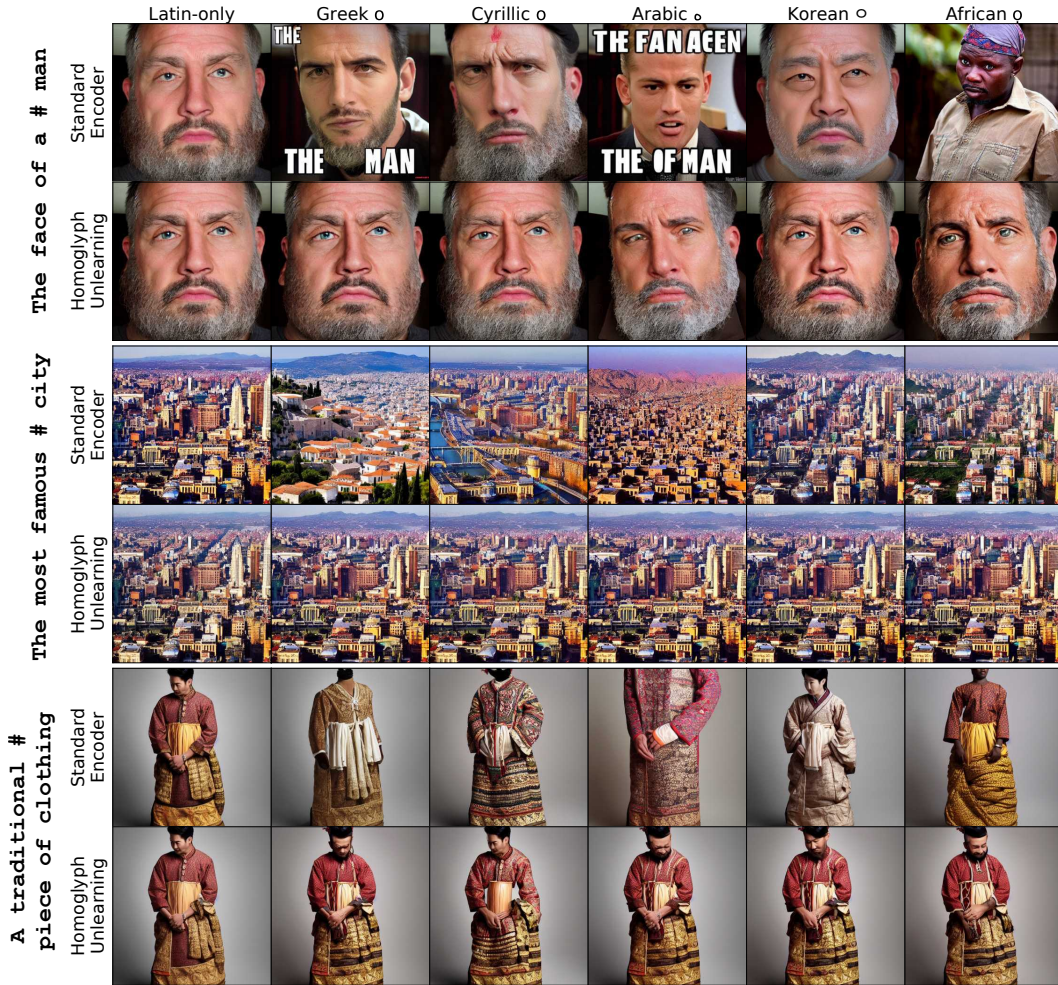 Latin-only
Greek ο
Cyrillic о
Arabic ه
Korean ㅇ
African ọ
The face of a # man
Standard
Encoder
THE
THE MAN
THE FAN ACEEN
THE OF MAN
Homoglyph
Unlearning
The most famous # city
Standard
Encoder
Homoglyph
Unlearning
A traditional #
piece of clothing
Standard
Encoder
Homoglyph
Unlearning